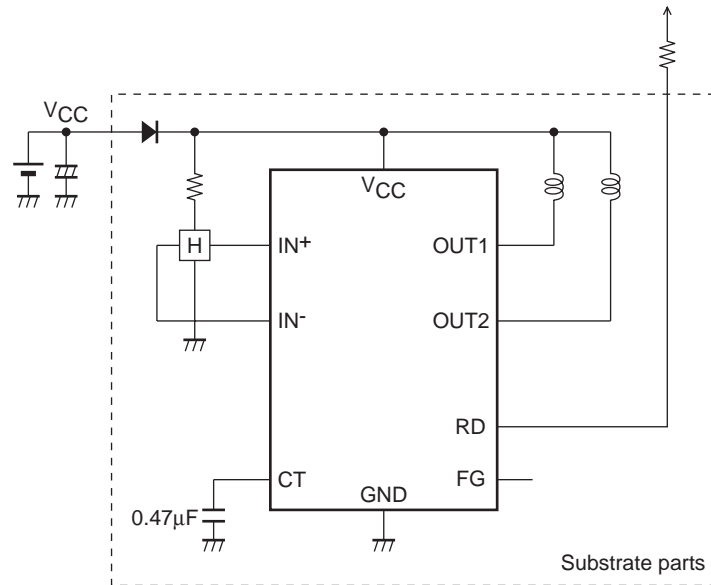 VCC
VCC
H
IN+
OUT1
IN-
OUT2
RD
CT
FG
GND
0.47μF
Substrate parts